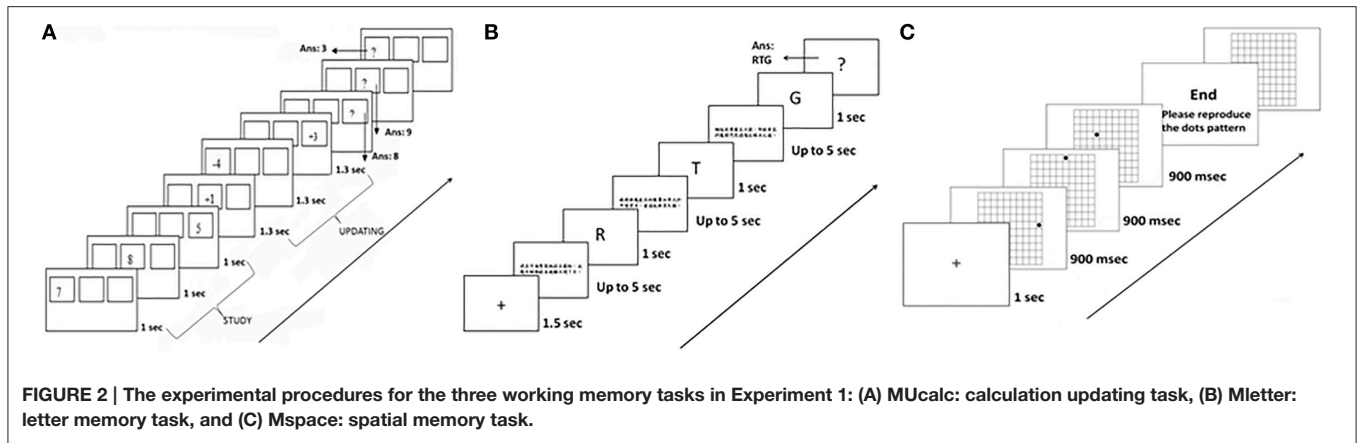 A
?
Ans: 3
?
?
Ans: 9
+3
Ans: 8
-4
1.3 sec
+1
1.3 sec
5
1.3 sec
UPDATING
8
1 sec
7
1 sec
1 sec
STUDY
B
Ans:
RTG
?
G
1 sec
Up to 5 sec
T
1 sec
Up to 5 sec
R
1 sec
Up to 5 sec
+
1.5 sec
C
End
Please reproduce
the dots pattern
900 msec
900 msec
900 msec
+
1 sec
FIGURE 2 | The experimental procedures for the three working memory tasks in Experiment 1: (A) MUcalc: calculation updating task, (B) Mletter:
letter memory task, and (C) Mspace: spatial memory task.